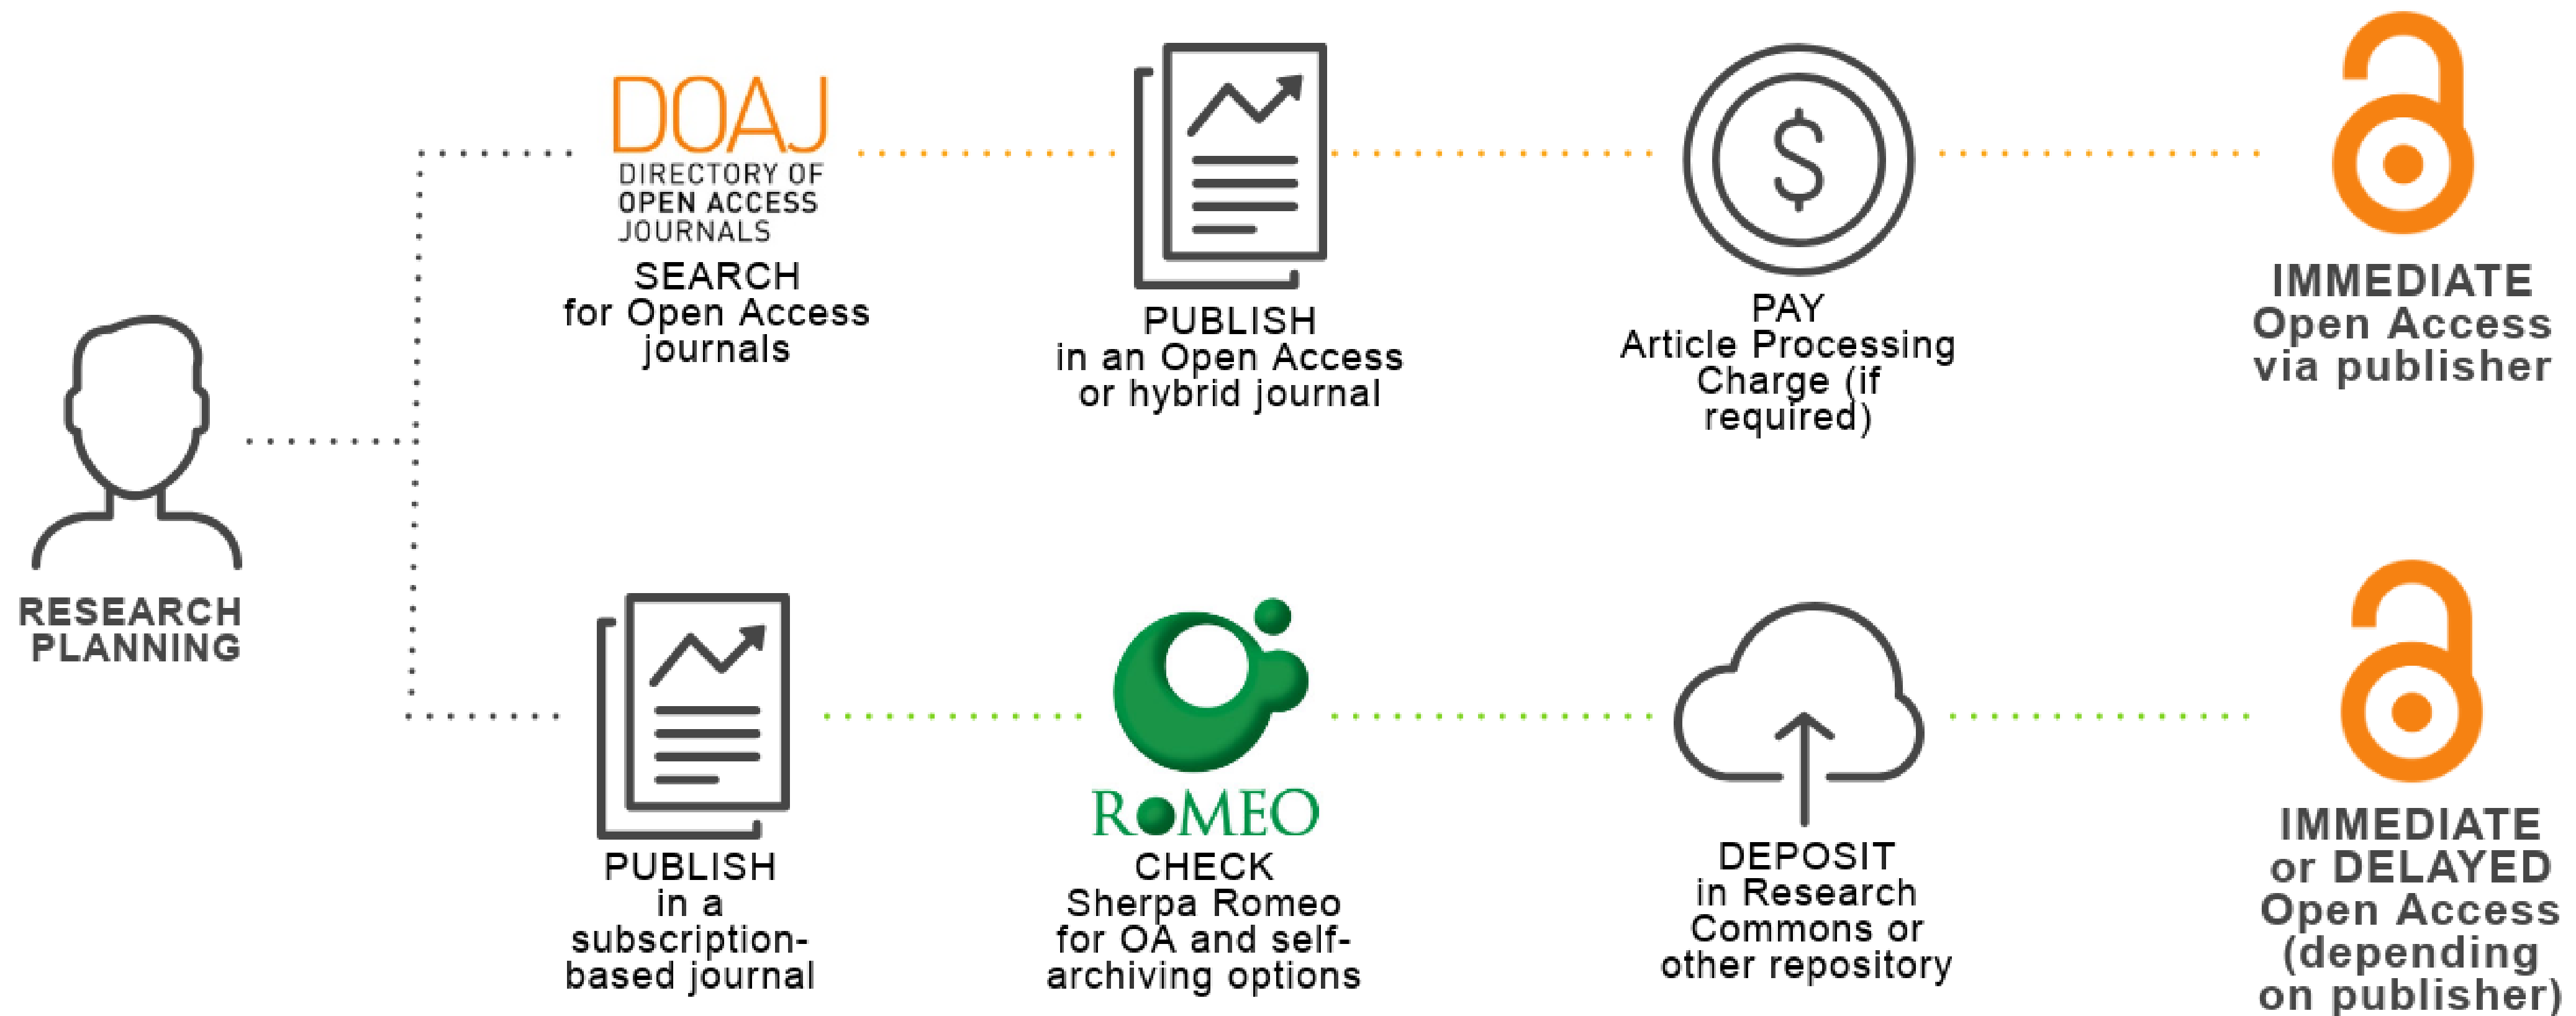 DOAJ
DIRECTORY OF
OPEN ACCESS
JOURNALS
SEARCH
for Open Access
journals
PUBLISH
in an Open Access
or hybrid journal
$
PAY
Article Processing
Charge (if
required)
IMMEDIATE
Open Access
via publisher
RESEARCH
PLANNING
PUBLISH
in a
subscription-
based journal
ROMEO
CHECK
Sherpa Romeo
for OA and self-
archiving options
DEPOSIT
in Research
Commons or
other repository
IMMEDIATE
or DELAYED
Open Access
(depending
on publisher)